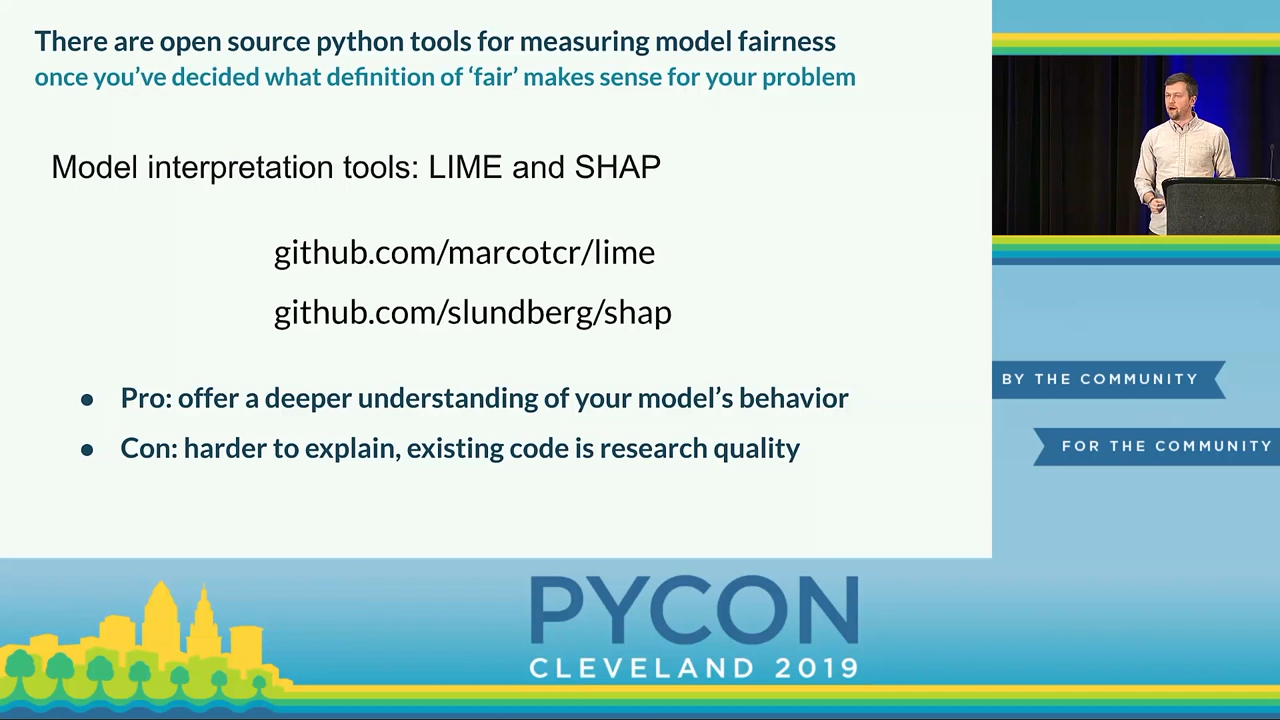 There are open source python tools for measuring model fairness
once you've decided what definition of ‘fair’ makes sense for your problem
Model interpretation tools: LIME and SHAP
github.com/marcotcr/lime
github.com/slundberg/shap
● Pro: offer a deeper understanding of your model’s behavior
● Con: harder to explain, existing code is research quality
BY THE COMMUNITY
FOR THE COMMUNITY
PYCON
CLEVELAND 2019